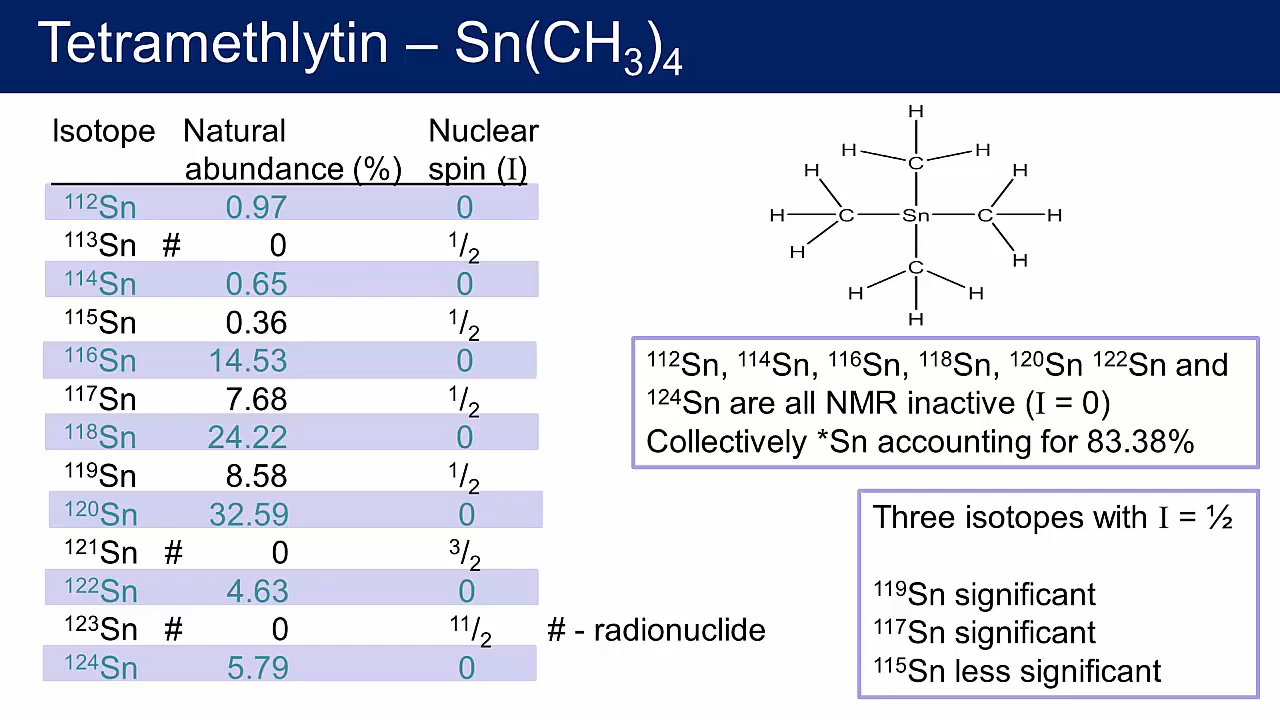 Tetramethlytin – Sn(CH₃)₄
Isotope Natural Nuclear
abundance (%) spin (I)
¹¹²Sn 0.97 0
¹¹³Sn # 0 ¹/₂
¹¹⁴Sn 0.65 0
¹¹⁵Sn 0.36 ¹/₂
¹¹⁶Sn 14.53 0
¹¹⁷Sn 7.68 ¹/₂
¹¹⁸Sn 24.22 0
¹¹⁹Sn 8.58 ¹/₂
¹²⁰Sn 32.59 0
¹²¹Sn # 0 ³/₂
¹²²Sn 4.63 0
¹²³Sn # 0 ¹¹/₂ # - radionuclide
¹²⁴Sn 5.79 0
H
H C H
H H
H C Sn C H
H H
C
H H
H
¹¹²Sn, ¹¹⁴Sn, ¹¹⁶Sn, ¹¹⁸Sn, ¹²⁰Sn ¹²²Sn and
¹²⁴Sn are all NMR inactive (I = 0)
Collectively *Sn accounting for 83.38%
Three isotopes with I = ½
¹¹⁹Sn significant
¹¹⁷Sn significant
¹¹⁵Sn less significant